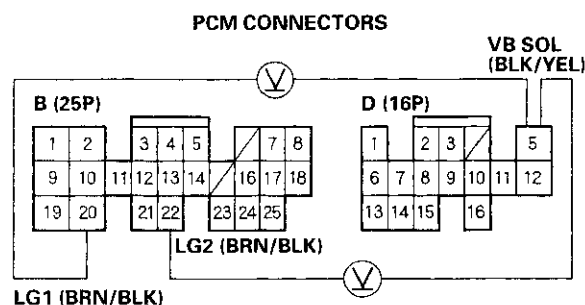 PCM CONNECTORS
VB SOL
(BLK/YEL)
V
B (25P)
D (16P)
1 2 3 4 5 7 8
9 10 11 12 13 14 16 17 18
19 20 21 22 23 24 25
1 2 3 5
6 7 8 9 10 11 12
13 14 15 16
LG2 (BRN/BLK)
V
LG1 (BRN/BLK)